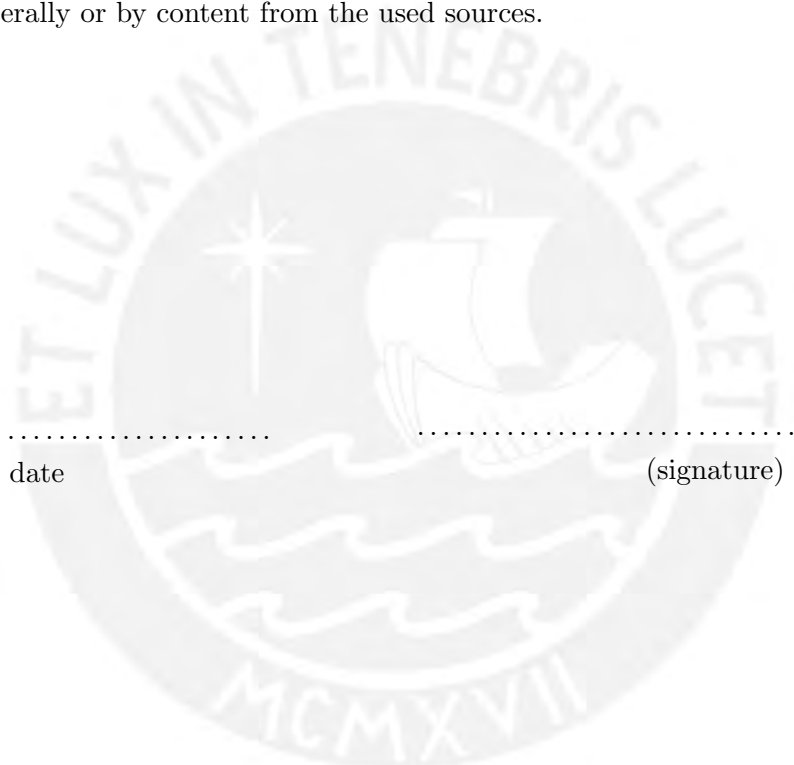 erally or by content from the used sources.
ET LUX IN TENEBRIS LUCET
..................... ..............................
date (signature)
MCMXVII